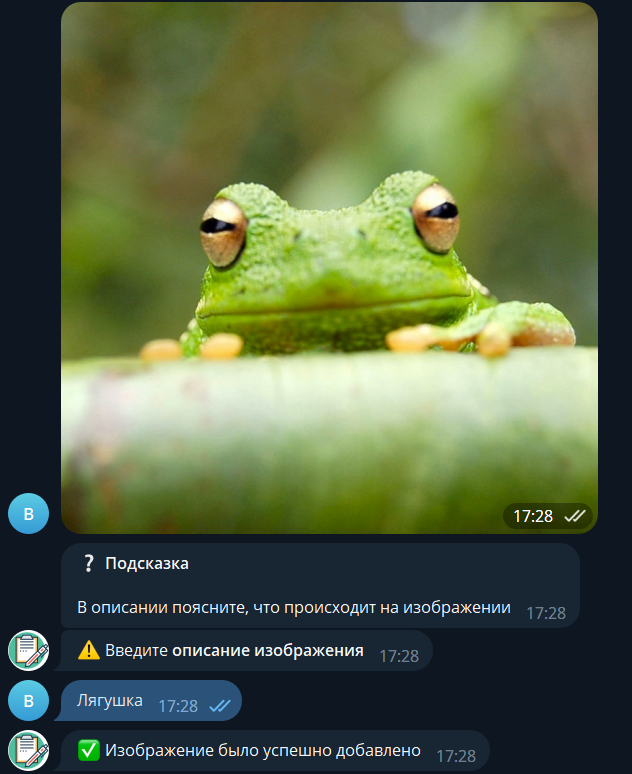 17:28
В
❔ Подсказка
В описании поясните, что происходит на изображении 17:28
⚠️ Введите описание изображения 17:28
В
Лягушка 17:28
✅ Изображение было успешно добавлено 17:28